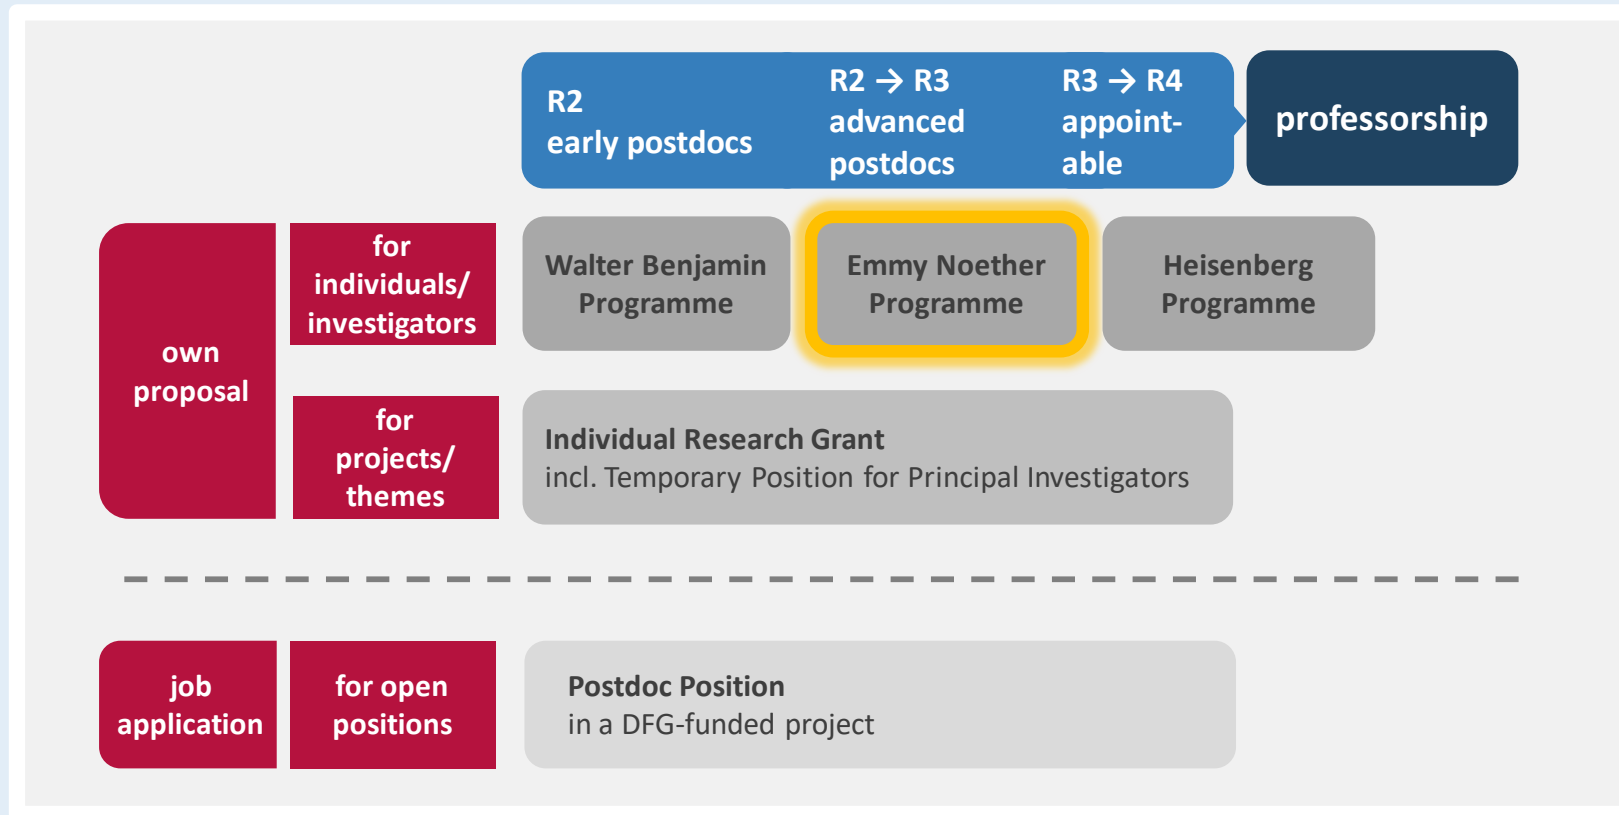 R2
early postdocs
R2 → R3
advanced
postdocs
R3 → R4
appoint-
able
professorship
own
proposal
for
individuals/
investigators
Walter Benjamin
Programme
Emmy Noether
Programme
Heisenberg
Programme
for
projects/
themes
Individual Research Grant
incl. Temporary Position for Principal Investigators
job
application
for open
positions
Postdoc Position
in a DFG-funded project